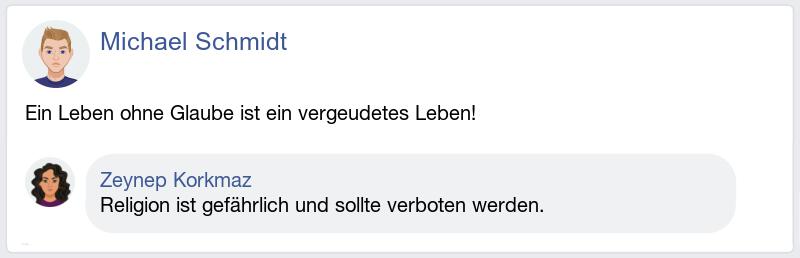 Michael Schmidt
Ein Leben ohne Glaube ist ein vergeudetes Leben!
Zeynep Korkmaz
Religion ist gefährlich und sollte verboten werden.